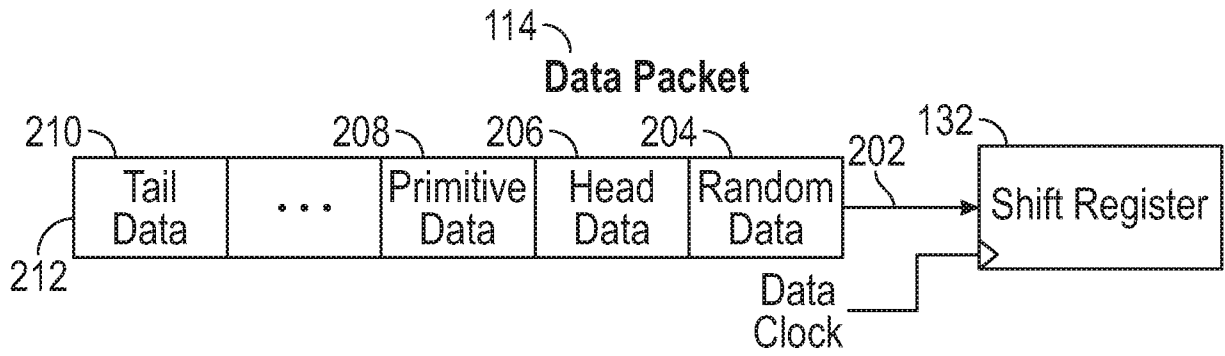 114
Data Packet
210
208
206
204
202
132
Tail Data
...
Primitive Data
Head Data
Random Data
Shift Register
212
Data Clock